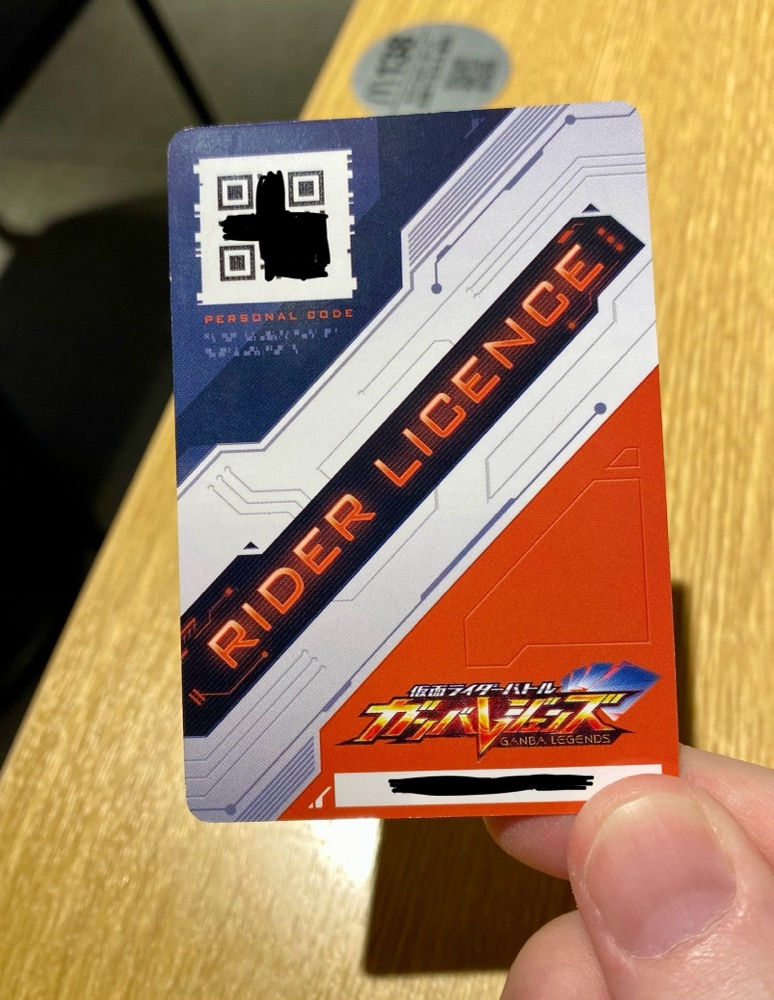 1138
PERSONAL CODE
RIDER LICENCE
仮面ライダーバトル
ガンバレジェンズ
GANBA LEGENDS